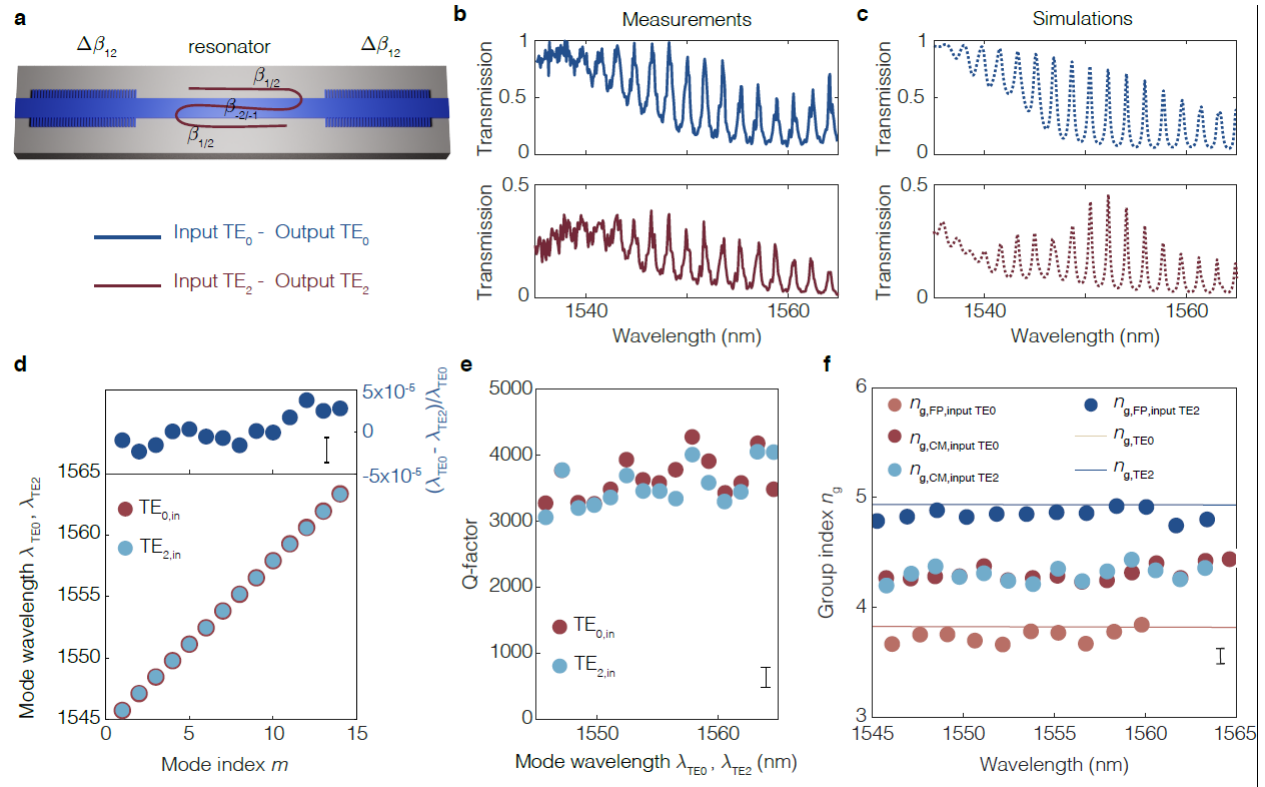 a
Δβ₁₂
resonator
Δβ₁₂
β₁/₂
β₋₂/₋₁
β₁/₂
Input TE₀ - Output TE₀
Input TE₂ - Output TE₂
b
Measurements
1
0.5
0
Transmission
0.5
0
Transmission
1540
1560
Wavelength (nm)
c
Simulations
1
0.5
0
Transmission
0.5
0
Transmission
1540
1560
Wavelength (nm)
d
5x10⁻⁵
0
-5x10⁻⁵
(λTE0 - λTE2)/λTE0
1565
1560
1555
1550
1545
Mode wavelength λTE0 , λTE2
TE0,in
TE2,in
0
5
10
15
Mode index m
e
5000
4000
3000
2000
1000
0
Q-factor
TE0,in
TE2,in
1550
1560
Mode wavelength λTE0 , λTE2 (nm)
f
6
5
4
3
Group index ng
ng,FP,input TE0
ng,CM,input TE0
ng,CM,input TE2
ng,FP,input TE2
ng,TE0
ng,TE2
1545
1550
1555
1560
1565
Wavelength (nm)